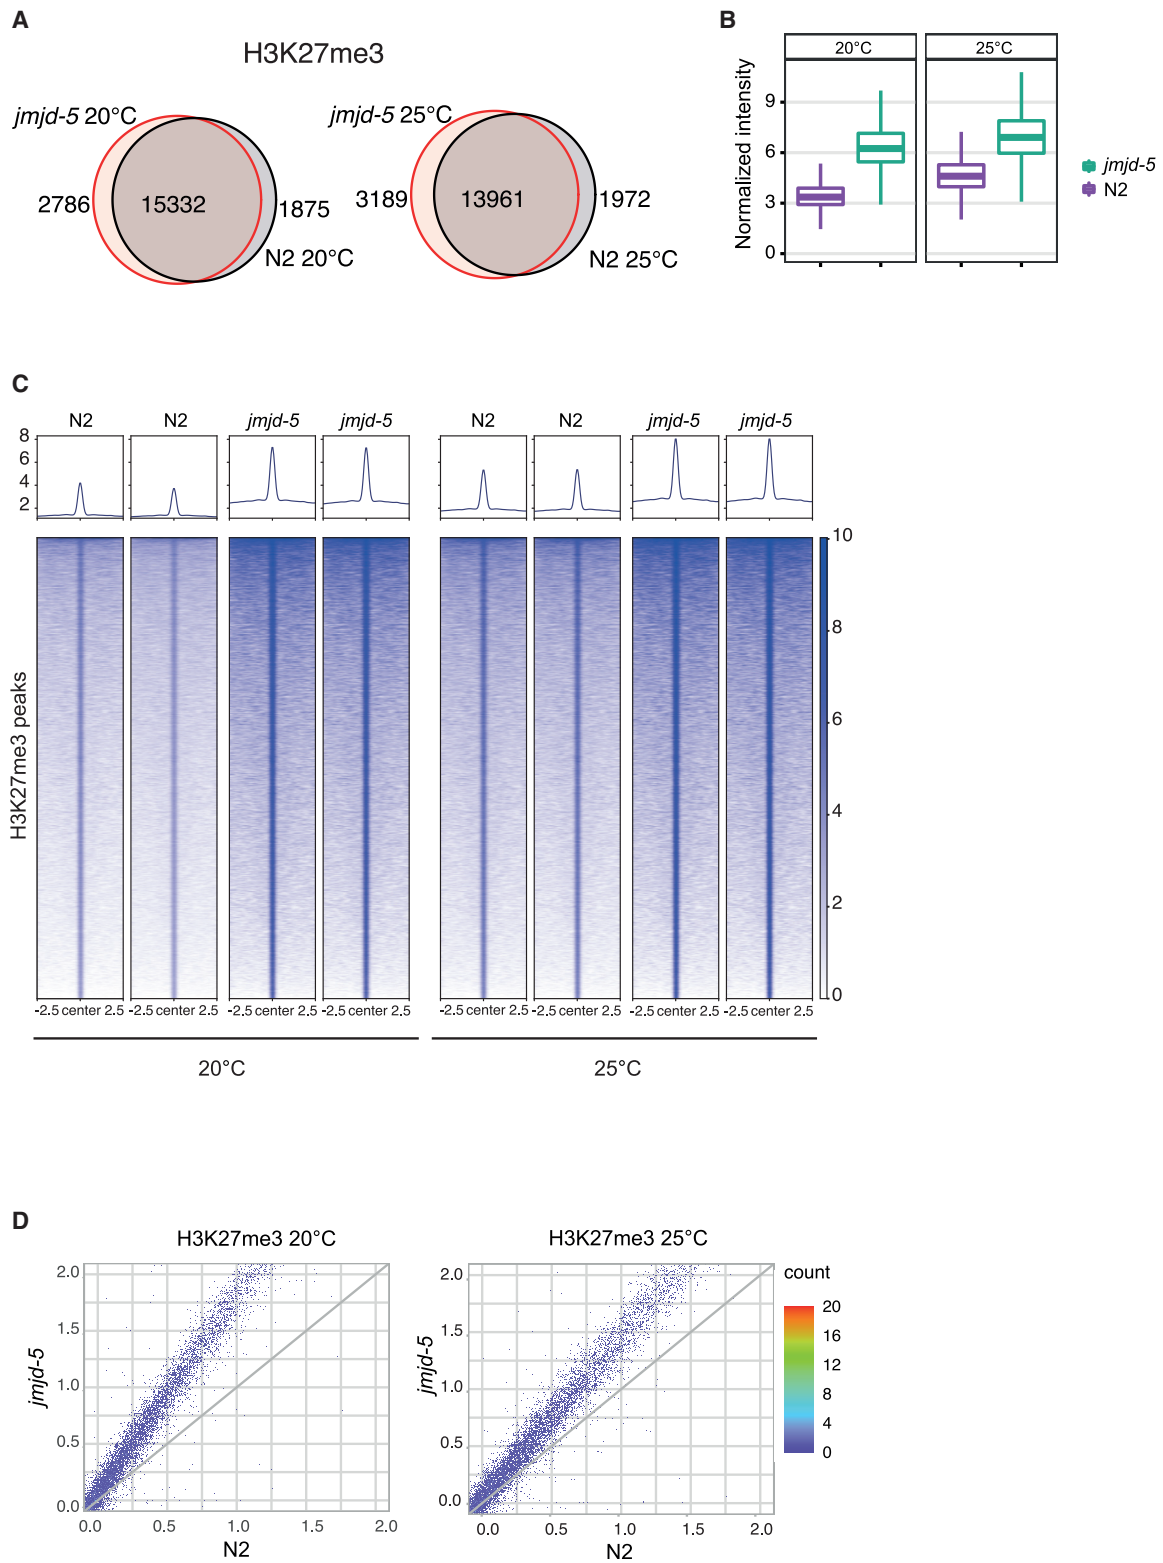 A
H3K27me3
jmjd-5 20°C
2786
15332
1875
N2 20°C
jmjd-5 25°C
3189
13961
1972
N2 25°C
B
20°C
25°C
Normalized intensity
9
6
3
0
jmjd-5
N2
C
N2
N2
jmjd-5
jmjd-5
N2
N2
jmjd-5
jmjd-5
8
6
4
2
H3K27me3 peaks
10
8
6
4
2
0
-2.5 center 2.5
-2.5 center 2.5
-2.5 center 2.5
-2.5 center 2.5
-2.5 center 2.5
-2.5 center 2.5
-2.5 center 2.5
-2.5 center 2.5
20°C
25°C
D
H3K27me3 20°C
jmjd-5
2.0
1.5
1.0
0.5
0.0
0.0 0.5 1.0 1.5 2.0
N2
H3K27me3 25°C
jmjd-5
2.0
1.5
1.0
0.5
0.0
0.0 0.5 1.0 1.5 2.0
N2
count
20
16
12
8
4
0